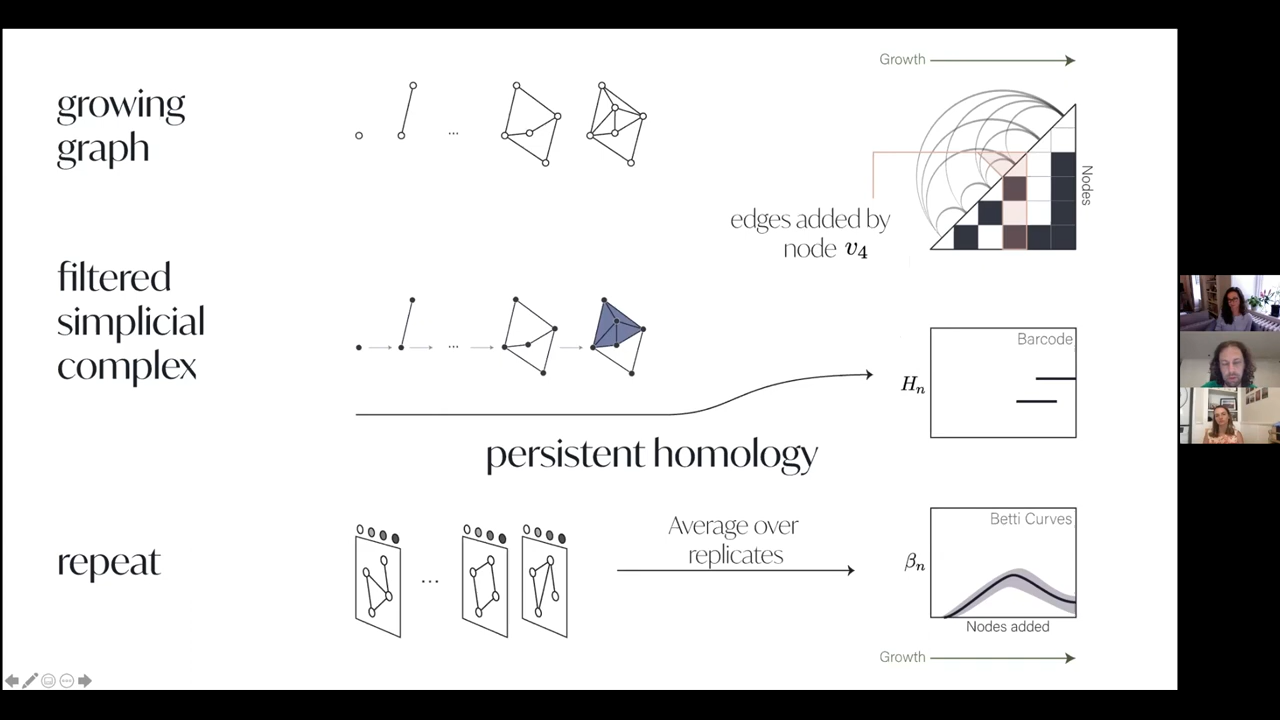 growing
graph
...
Growth
Nodes
edges added by
node v₄
filtered
simplicial
complex
...
Barcode
Hₙ
persistent homology
repeat
...
Average over
replicates
Betti Curves
βₙ
Nodes added
Growth